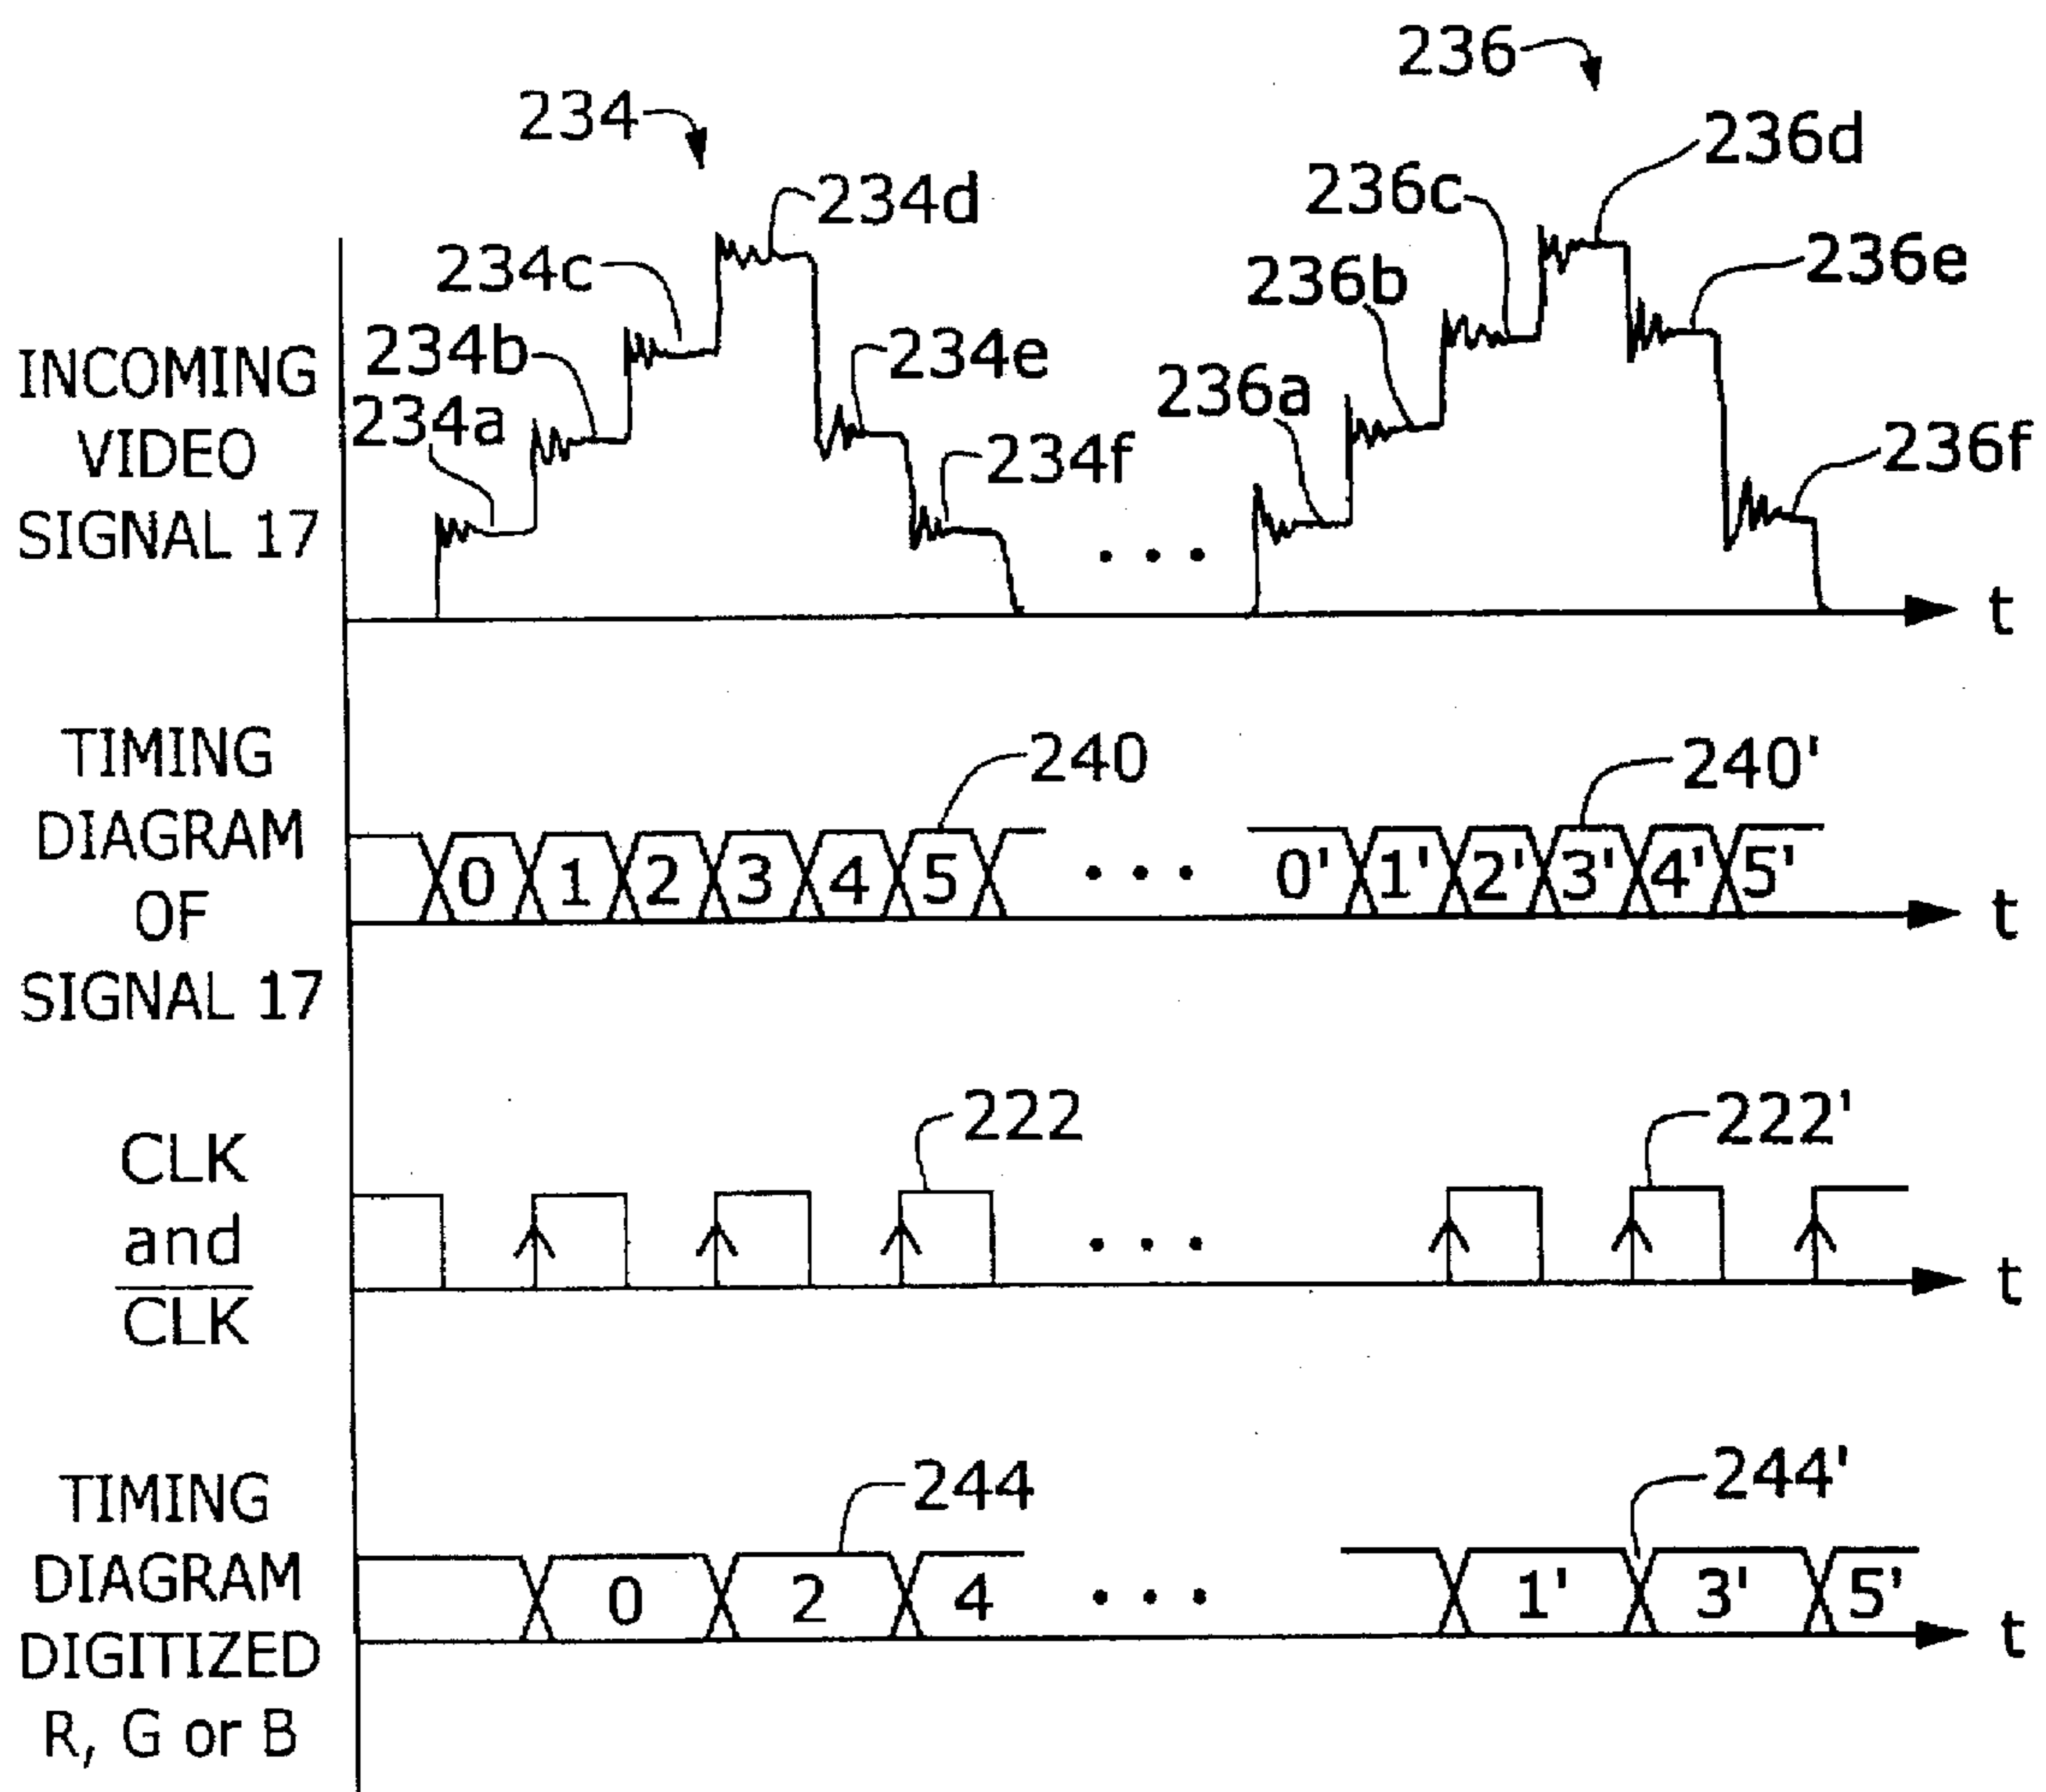 236
234
236d
234d
236c
234c
236e
236b
234b
234e
236a
234a
234f
236f
INCOMING
VIDEO
SIGNAL 17
• • •
t
TIMING
DIAGRAM
OF
SIGNAL 17
240
240'
0 1 2 3 4 5 • • • 0' 1' 2' 3' 4' 5'
t
CLK
and
CLK
222
222'
• • •
t
TIMING
DIAGRAM
DIGITIZED
R, G or B
244
244'
0 2 4 • • • 1' 3' 5'
t